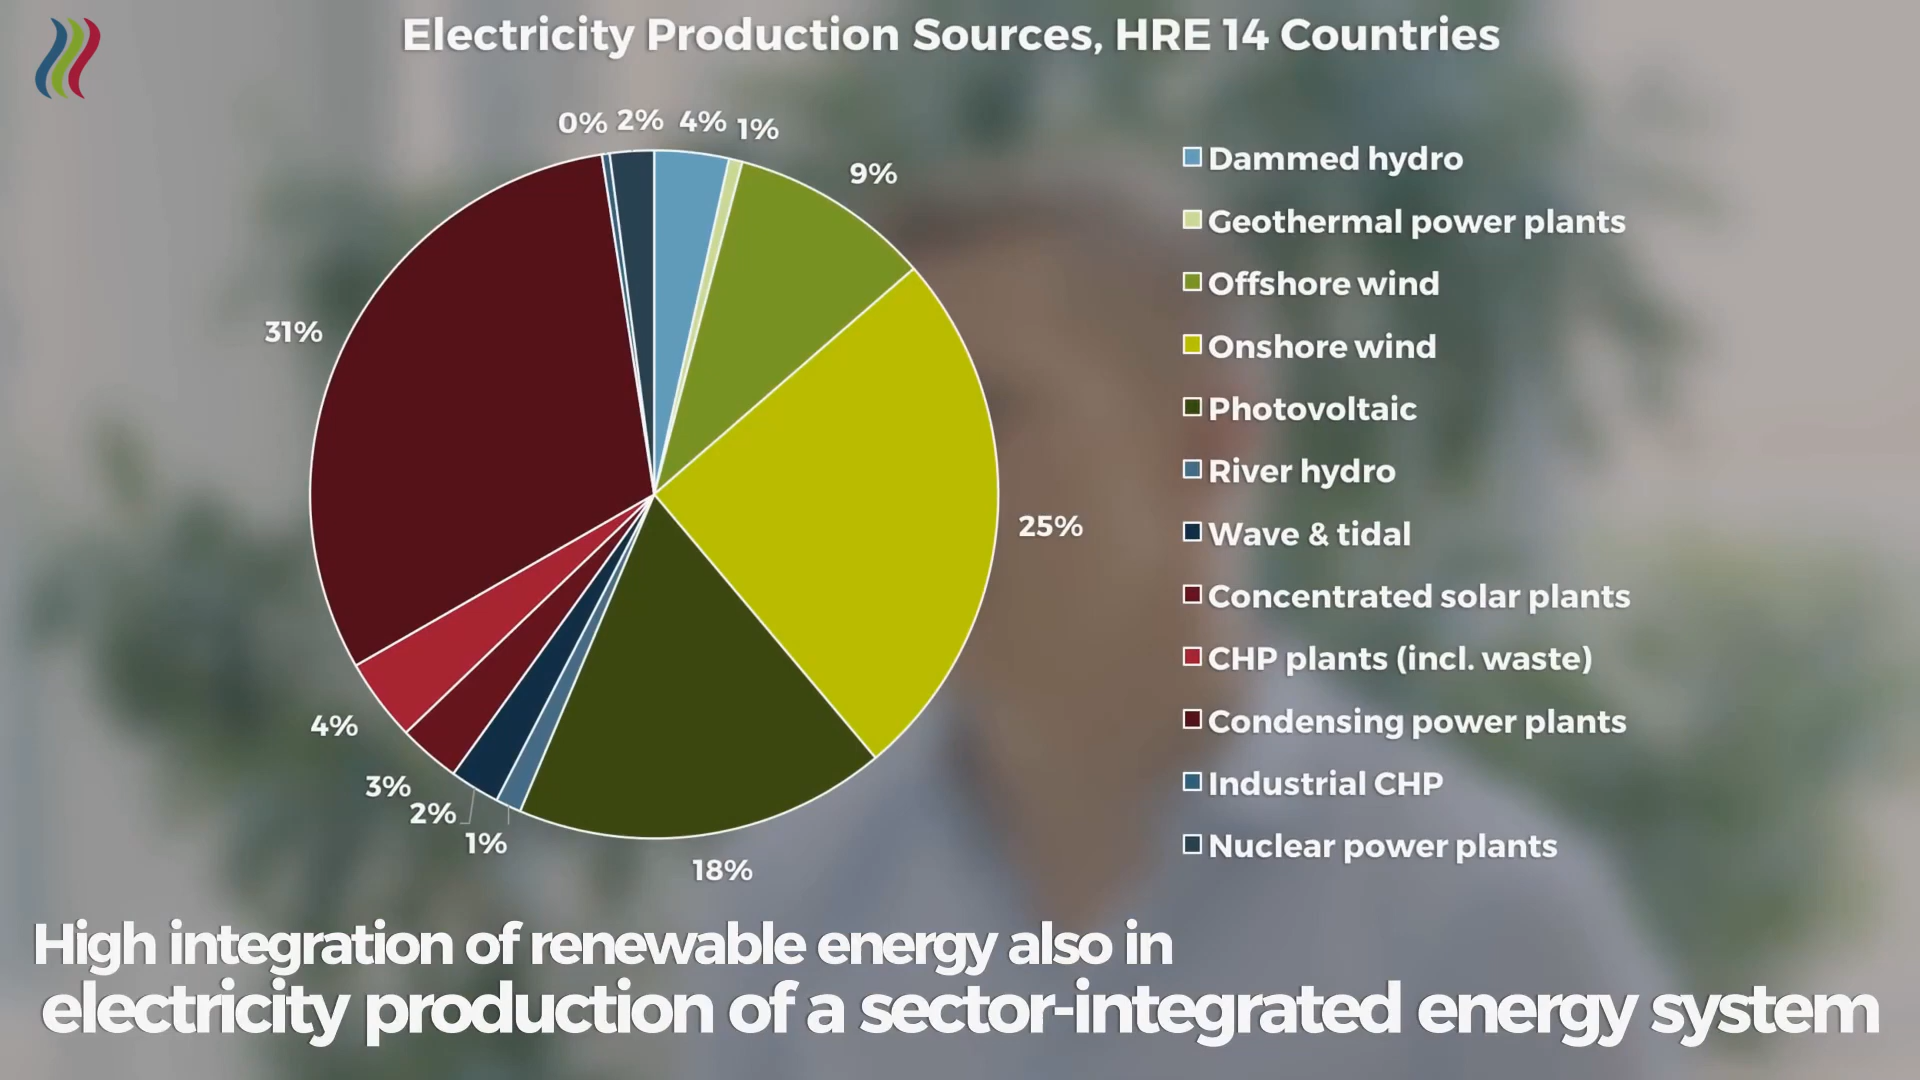 Electricity Production Sources, HRE 14 Countries
0% 2% 4% 1%
9%
31%
25%
4%
3%
2%
1%
18%
Dammed hydro
Geothermal power plants
Offshore wind
Onshore wind
Photovoltaic
River hydro
Wave & tidal
Concentrated solar plants
CHP plants (incl. waste)
Condensing power plants
Industrial CHP
Nuclear power plants
High integration of renewable energy also in
electricity production of a sector-integrated energy system